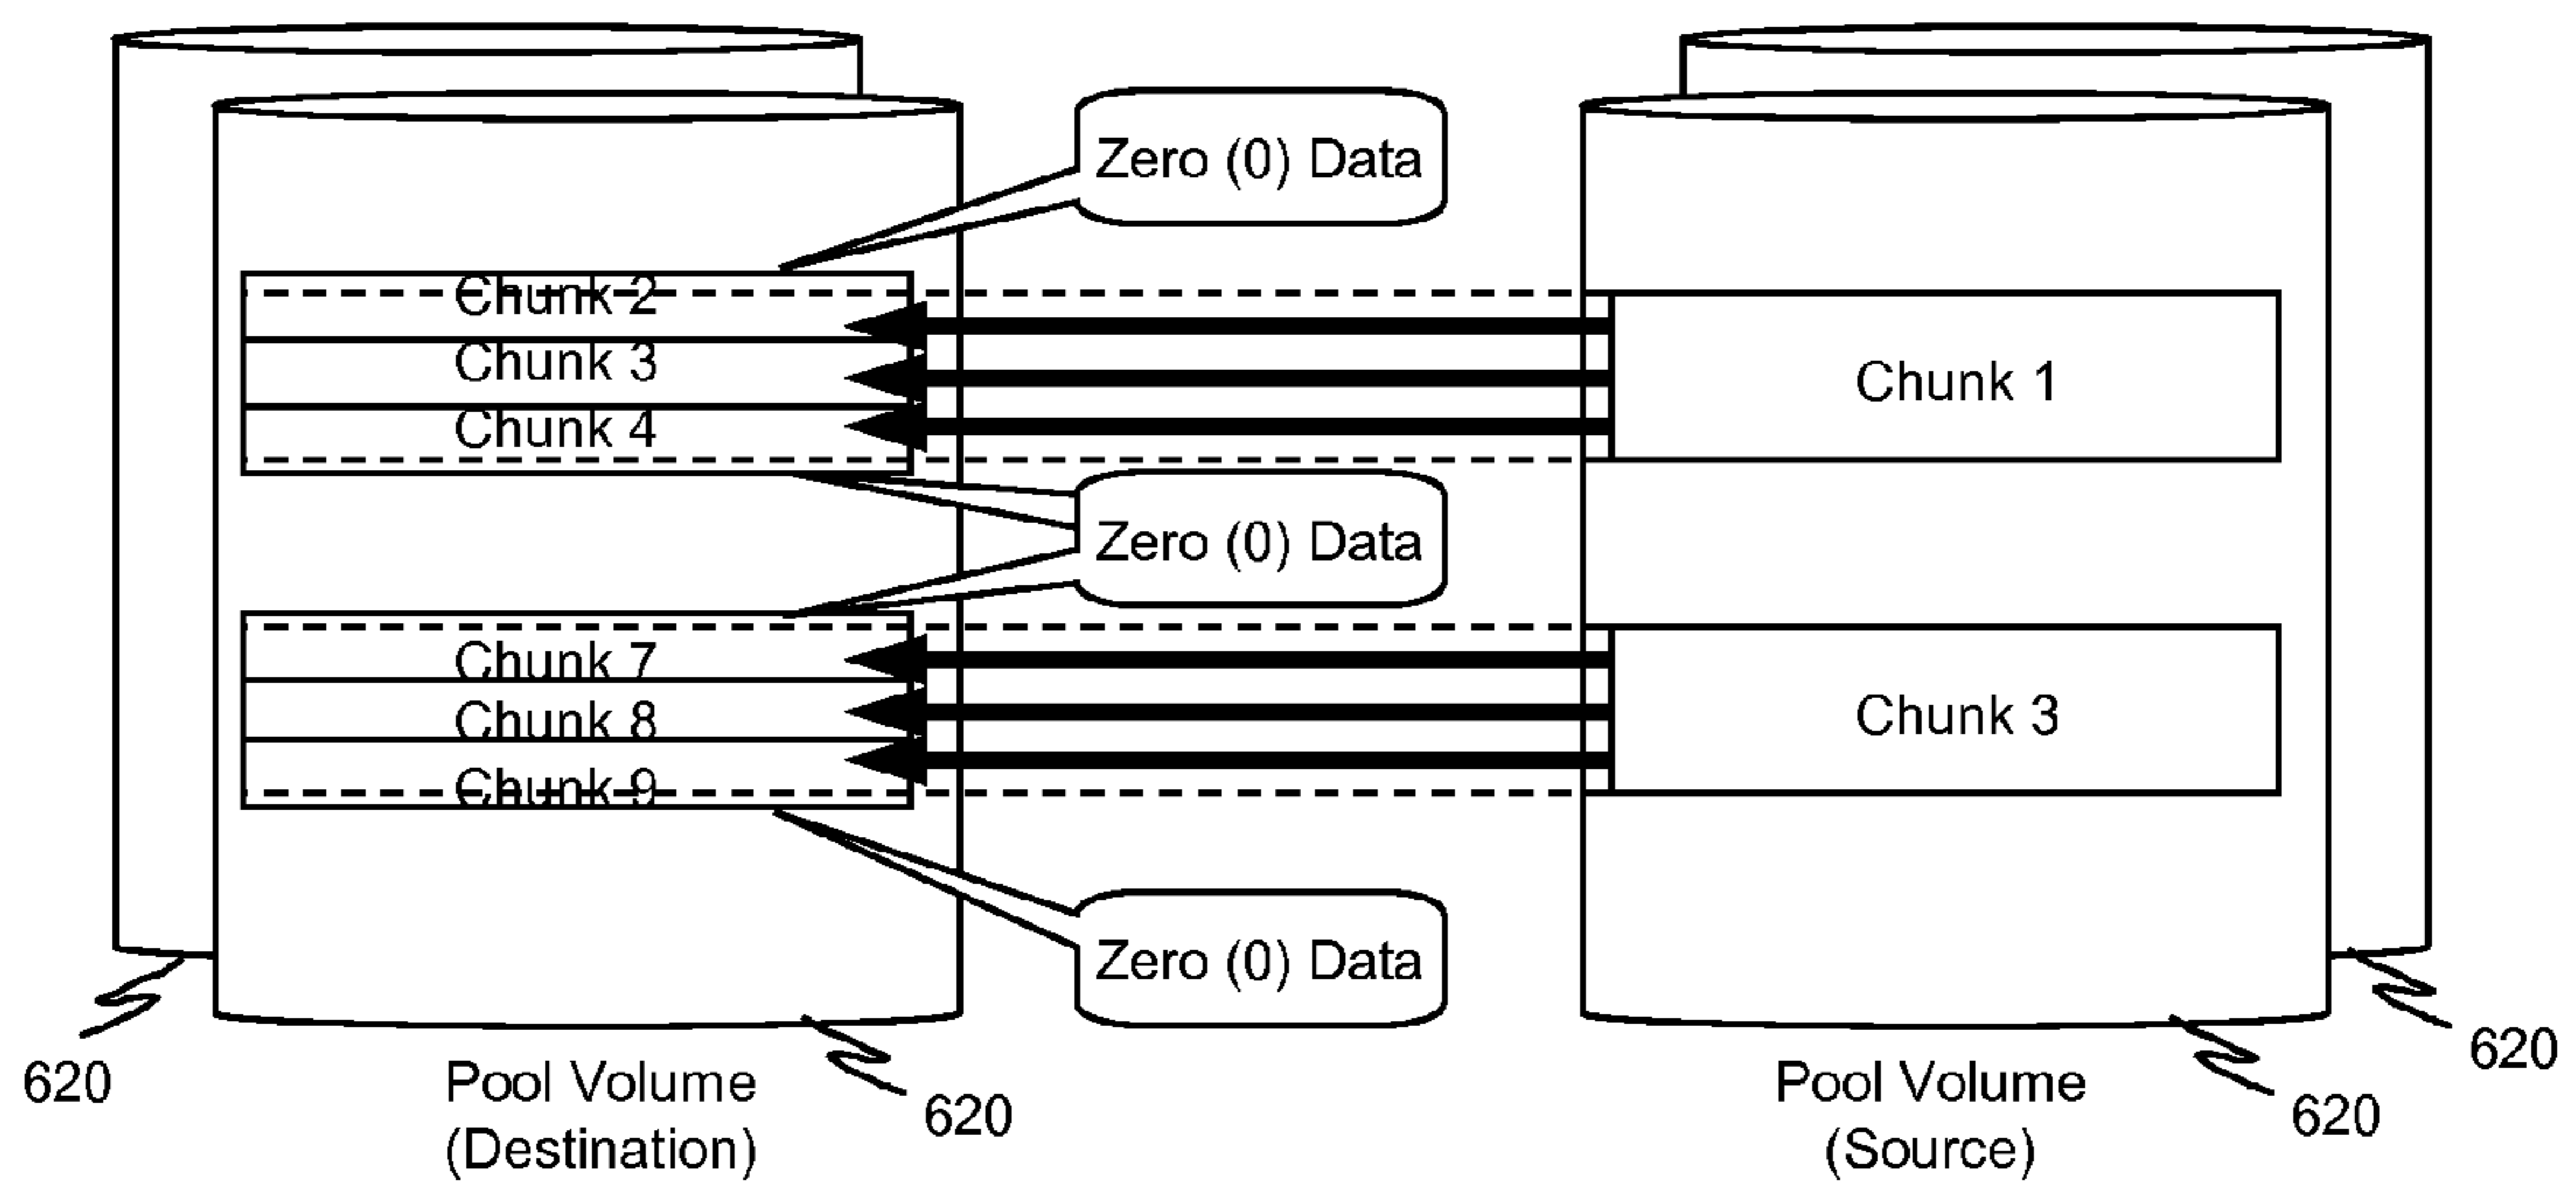 Zero (0) Data
Chunk 2
Chunk 3
Chunk 4
Chunk 1
Zero (0) Data
Chunk 7
Chunk 8
Chunk 9
Chunk 3
Zero (0) Data
620
Pool Volume
(Destination)
620
Pool Volume
(Source)
620
620